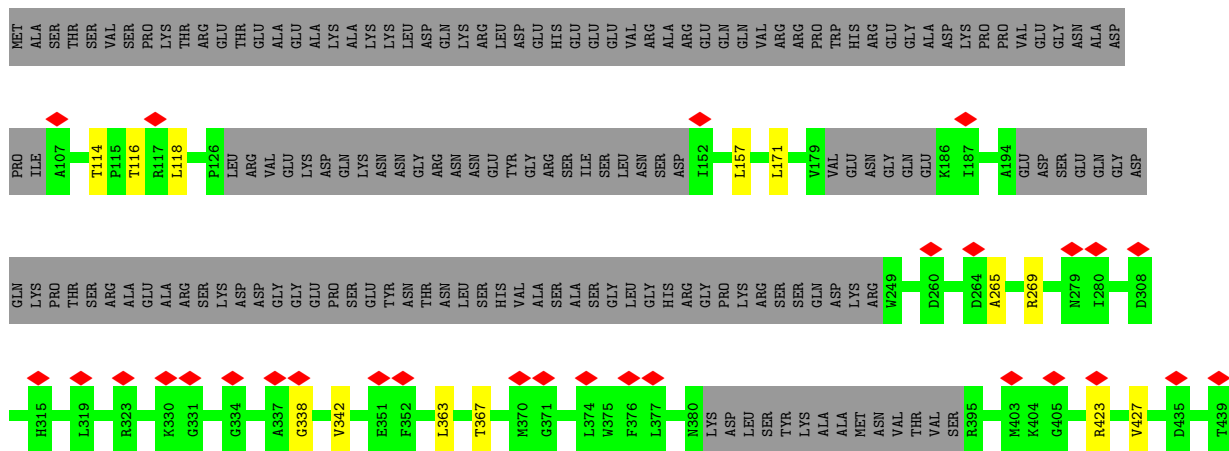 MET ALA SER THR SER VAL SER PRO LYS THR ARG GLU THR GLU ALA GLU ALA LYS ALA LYS LYS LEU ASP GLN LYS ARG LEU ASP GLU HIS GLU GLU GLU VAL ARG ALA ARG GLU GLN GLN VAL ARG ARG PRO TRP HIS ARG GLU GLY ALA ASP LYS PRO PRO VAL GLU GLY ASN ALA ASP
PRO ILE A107 T114 P115 T116 R117 L118 P126 LEU ARG VAL GLU LYS ASP GLN LYS ASN ASN GLY ARG ASN ASN GLU TYR GLY ARG SER ILE SER LEU ASN SER ASP I152 L157 L171 V179 VAL GLU ASN GLY GLN GLU K186 I187 A194 GLU ASP SER GLU GLN GLY ASP
GLN LYS PRO THR SER ARG ALA GLU ALA ARG SER LYS ASP ASP GLY GLY GLU PRO SER GLU TYR ASN THR ASN LEU SER HIS VAL ALA SER ALA SER GLY LEU GLY HIS ARG GLY PRO LYS ARG SER SER GLN ASP LYS ARG W249 D260 D264 A265 R269 N279 I280 D308
H315 L319 R323 K330 G331 G334 A337 G338 V342 E351 F352 L363 T367 M370 G371 L374 W375 F376 L377 N380 LYS ASP LEU SER TYR LYS ALA ALA MET ASN VAL THR VAL SER R395 M403 K404 G405 R423 V427 D435 T439